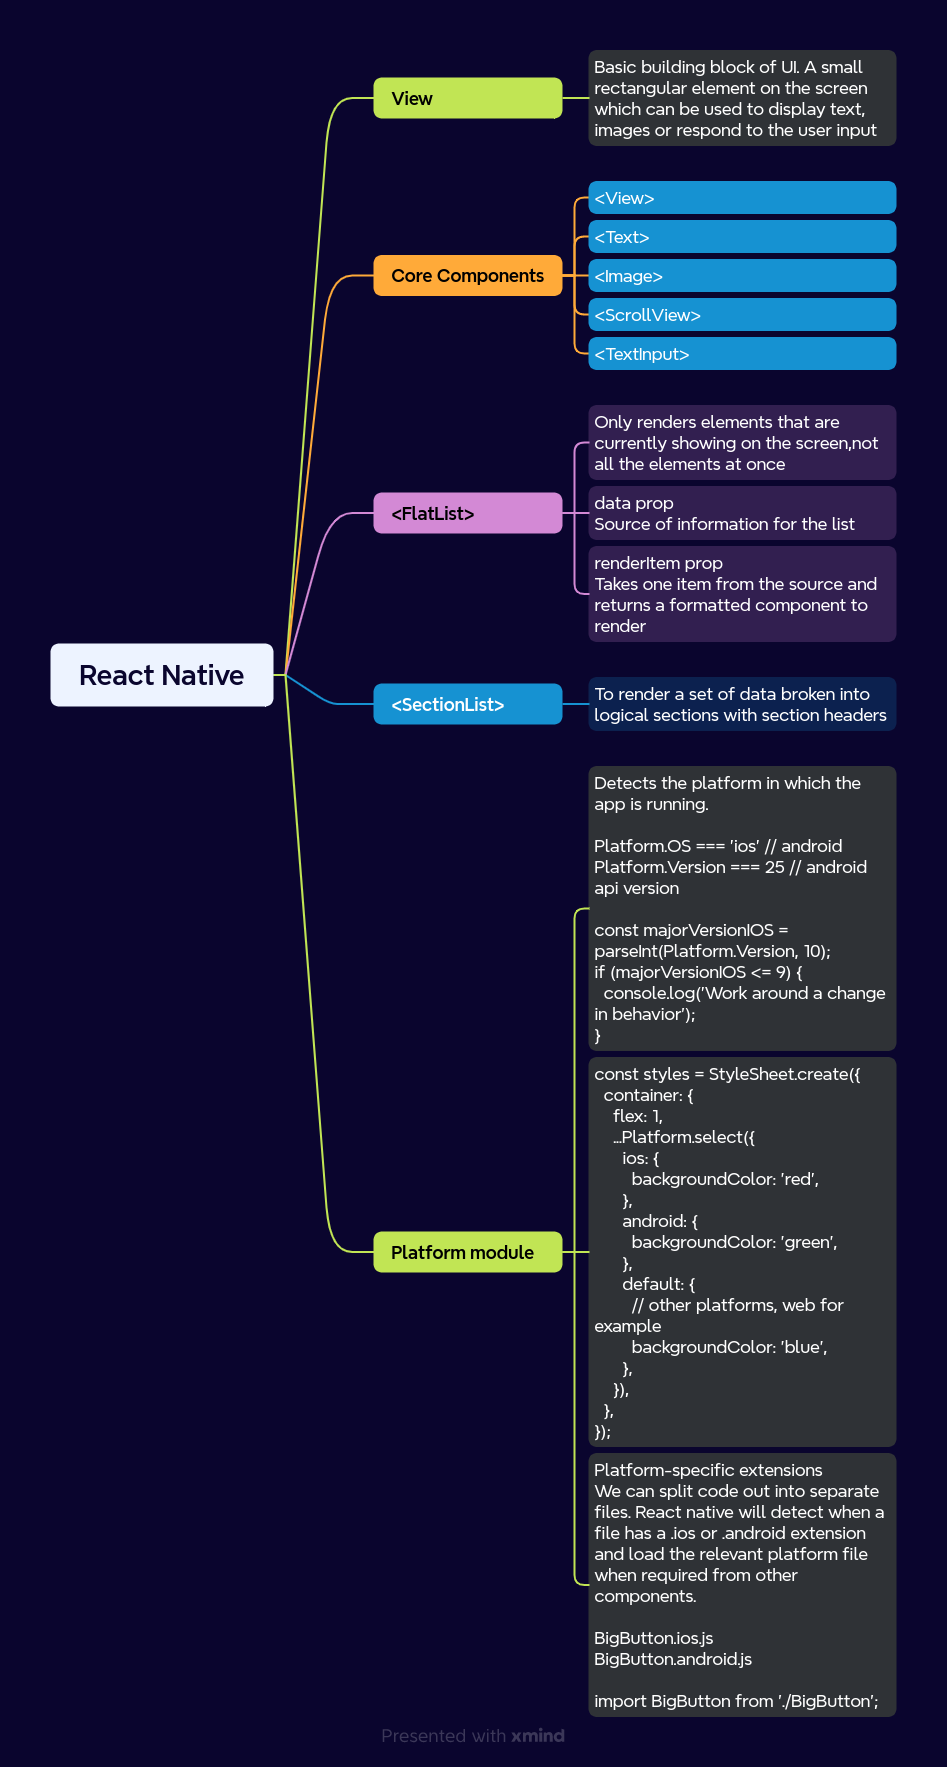 View
Basic building block of UI. A small
rectangular element on the screen
which can be used to display text,
images or respond to the user input
Core Components
<View>
<Text>
<Image>
<ScrollView>
<TextInput>
<FlatList>
Only renders elements that are
currently showing on the screen,not
all the elements at once
data prop
Source of information for the list
renderItem prop
Takes one item from the source and
returns a formatted component to
render
React Native
<SectionList>
To render a set of data broken into
logical sections with section headers
Platform module
Detects the platform in which the
app is running.
Platform.OS === 'ios' // android
Platform.Version === 25 // android
api version
const majorVersionIOS =
parseInt(Platform.Version, 10);
if (majorVersionIOS <= 9) {
  console.log('Work around a change
in behavior');
}
const styles = StyleSheet.create({
  container: {
    flex: 1,
    ...Platform.select({
      ios: {
        backgroundColor: 'red',
      },
      android: {
        backgroundColor: 'green',
      },
      default: {
        // other platforms, web for
example
        backgroundColor: 'blue',
      },
    }),
  },
});
Platform-specific extensions
We can split code out into separate
files. React native will detect when a
file has a .ios or .android extension
and load the relevant platform file
when required from other
components.
BigButton.ios.js
BigButton.android.js
import BigButton from './BigButton';
Presented with xmind